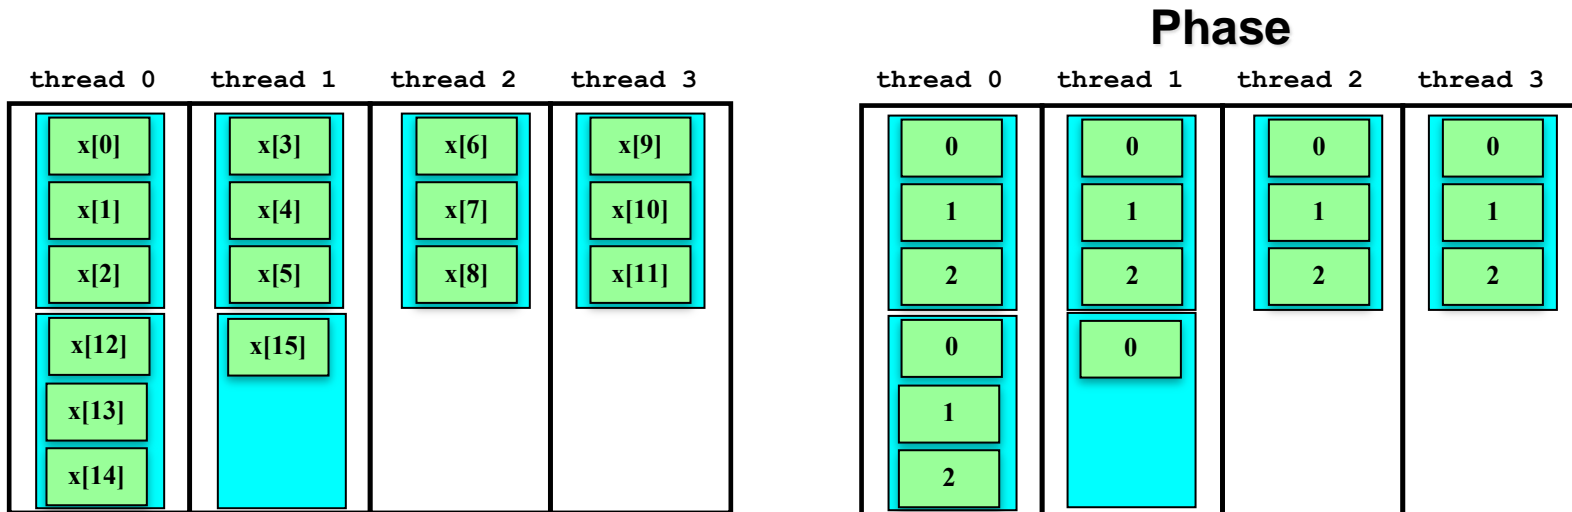 Phase
thread 0 thread 1 thread 2 thread 3
x[0] x[3] x[6] x[9]
x[1] x[4] x[7] x[10]
x[2] x[5] x[8] x[11]
x[12] x[15]
x[13]
x[14]
thread 0 thread 1 thread 2 thread 3
0 0 0 0
1 1 1 1
2 2 2 2
0 0
1
2